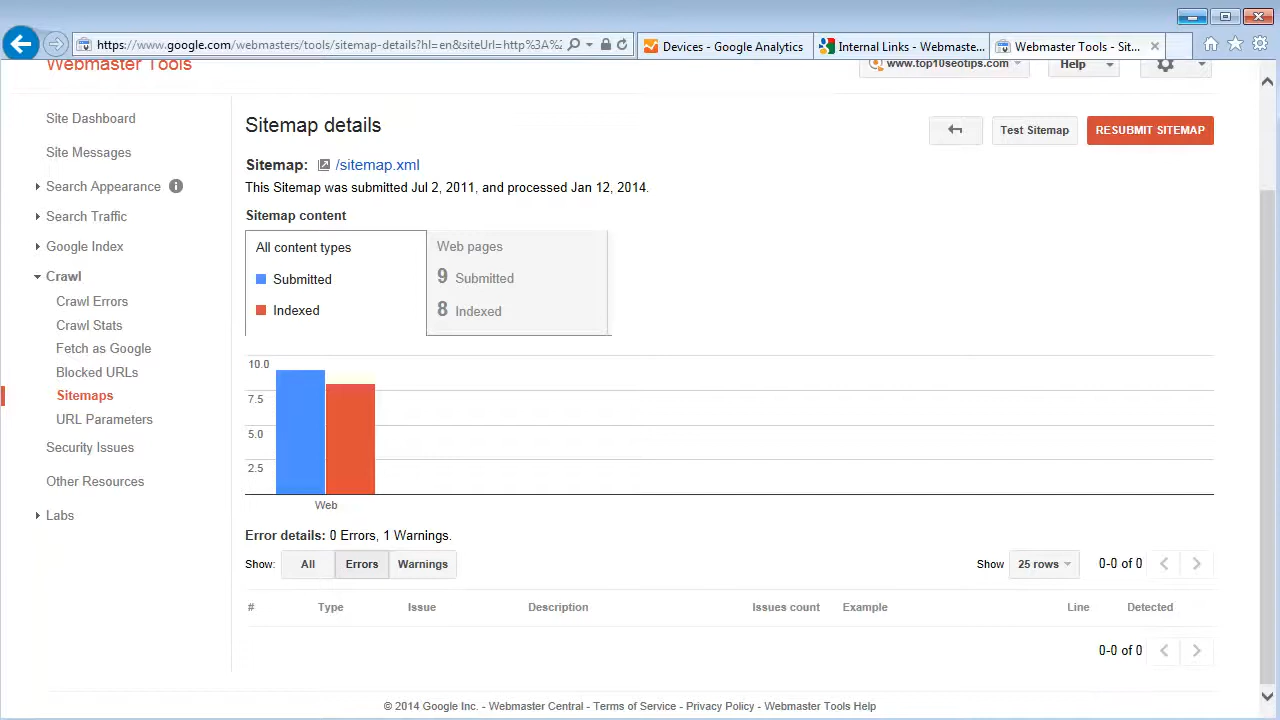 https://www.google.com/webmasters/tools/sitemap-details?hl=en&siteUrl=http%3A%2
Devices - Google Analytics
Internal Links - Webmaste...
Webmaster Tools - Sit...
Webmaster Tools
www.top10seotips.com
Help
Site Dashboard
Site Messages
Search Appearance
Search Traffic
Google Index
Crawl
Crawl Errors
Crawl Stats
Fetch as Google
Blocked URLs
Sitemaps
URL Parameters
Security Issues
Other Resources
Labs
Sitemap details
Test Sitemap
RESUBMIT SITEMAP
Sitemap: /sitemap.xml
This Sitemap was submitted Jul 2, 2011, and processed Jan 12, 2014.
Sitemap content
All content types
Submitted
Indexed
Web pages
9 Submitted
8 Indexed
10.0
7.5
5.0
2.5
Web
Error details: 0 Errors, 1 Warnings.
Show: All Errors Warnings
Show 25 rows 0-0 of 0
# Type Issue Description Issues count Example Line Detected
0-0 of 0
© 2014 Google Inc. - Webmaster Central - Terms of Service - Privacy Policy - Webmaster Tools Help